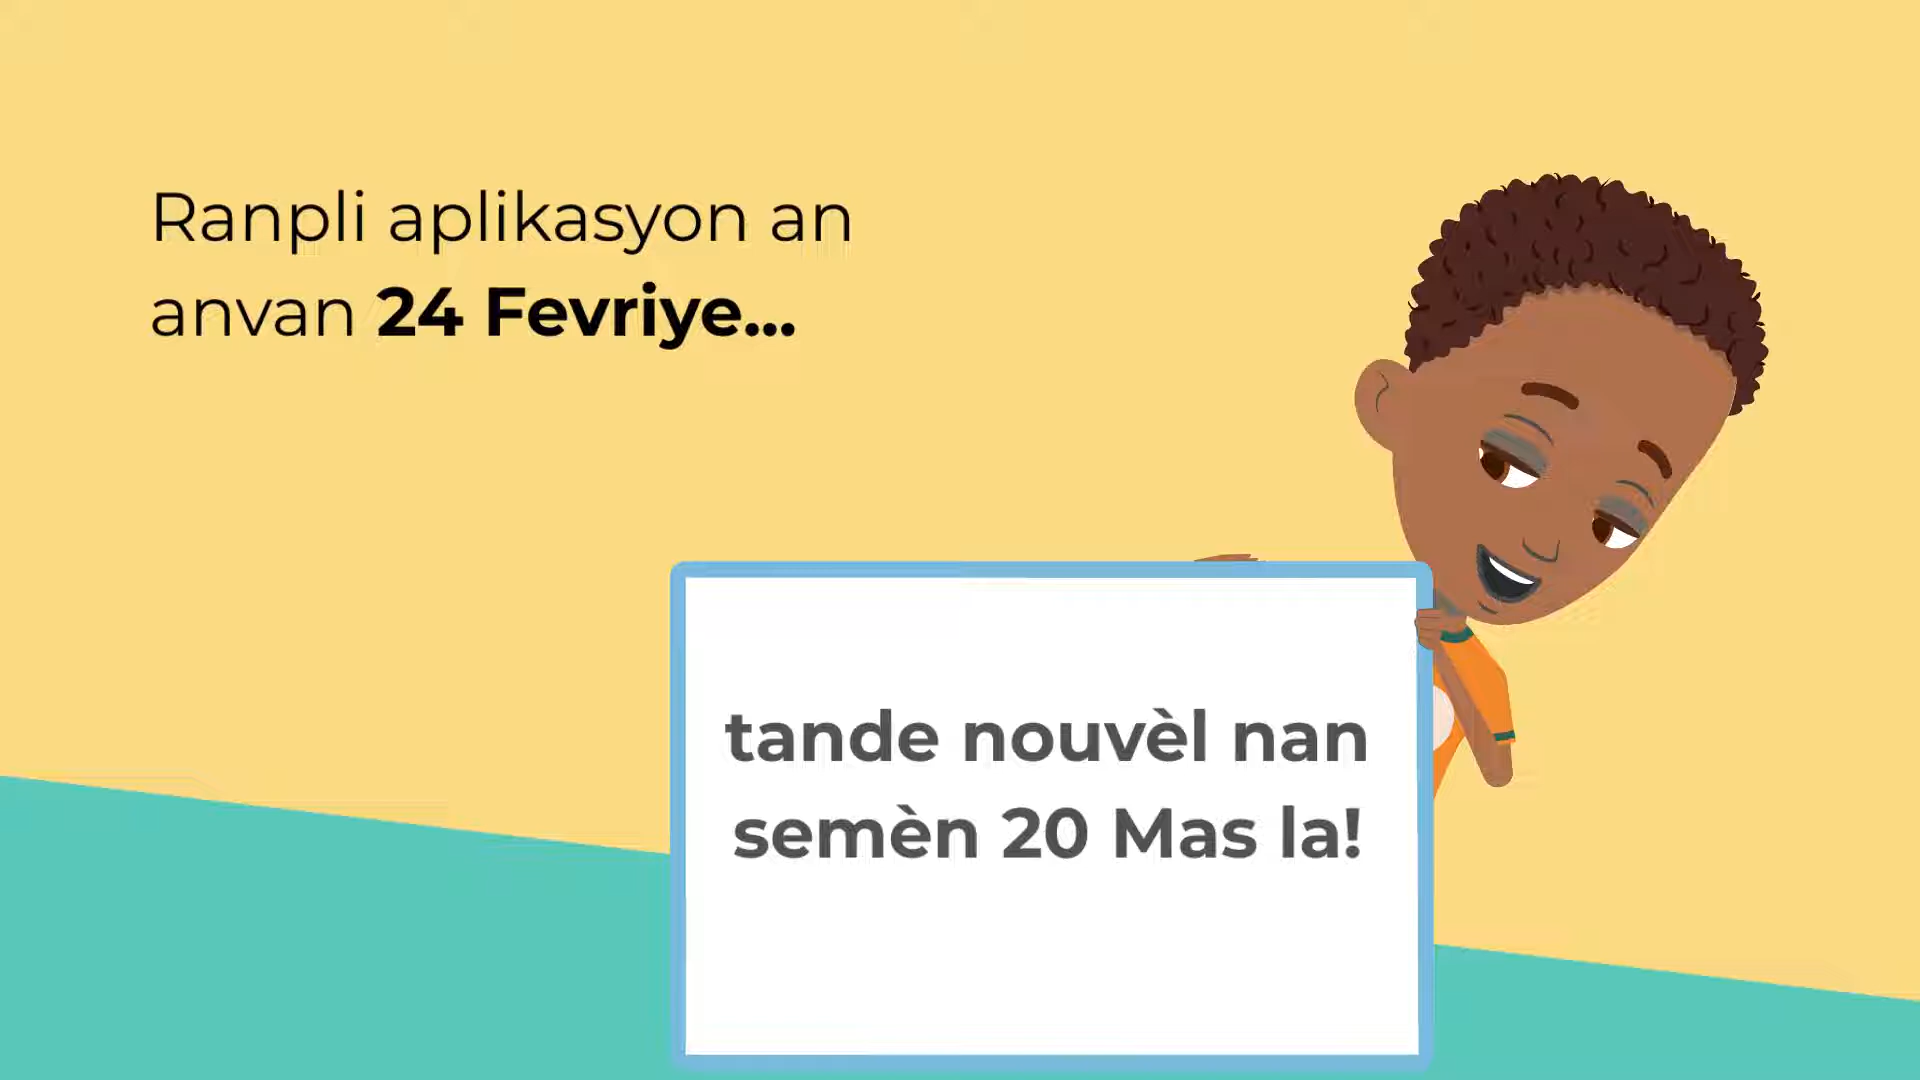 Ranpli aplikasyon an
anvan 24 Fevriye...
tande nouvèl nan
semèn 20 Mas la!